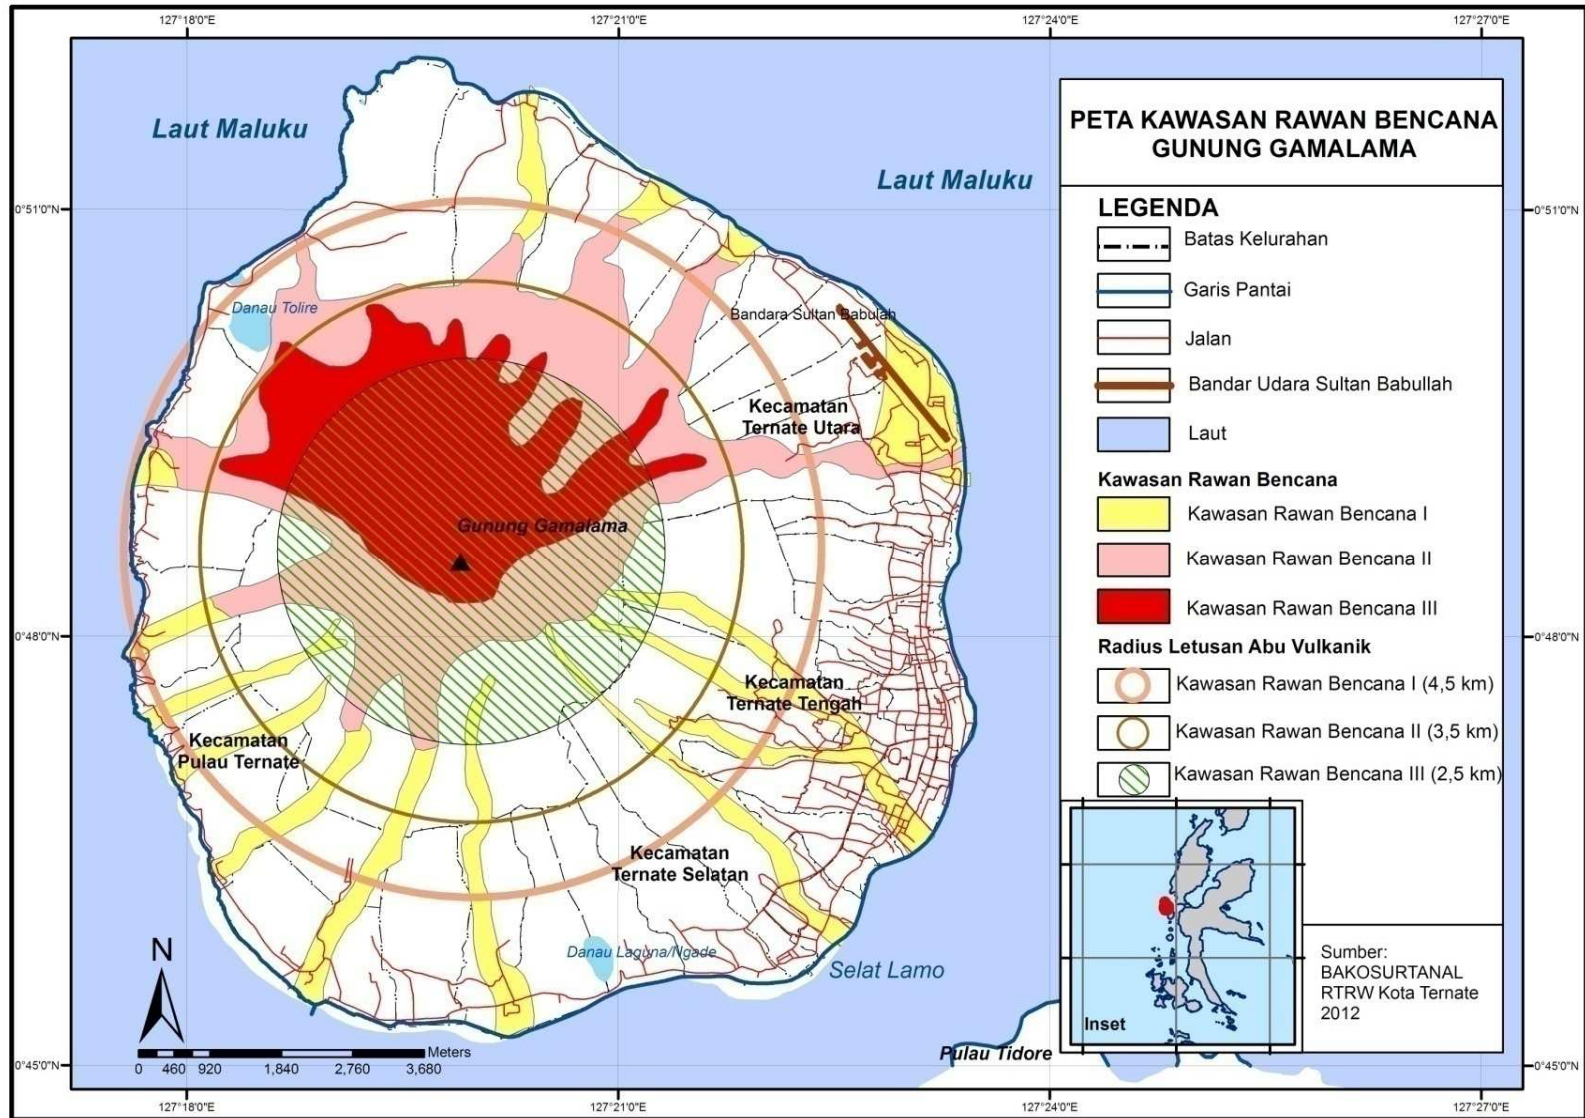 127°18'0"E
127°21'0"E
127°24'0"E
127°27'0"E
0°51'0"N
0°48'0"N
0°45'0"N
0°51'0"N
0°48'0"N
0°45'0"N
127°18'0"E
127°21'0"E
127°24'0"E
127°27'0"E
Laut Maluku
Laut Maluku
Danau Tolire
Bandara Sultan Babulah
Kecamatan
Ternate Utara
Gunung Gamalama
Kecamatan
Ternate Tengah
Kecamatan
Pulau Ternate
Kecamatan
Ternate Selatan
Danau Laguna/Ngade
Selat Lamo
Pulau Tidore
N
Meters
0 460 920 1,840 2,760 3,680
PETA KAWASAN RAWAN BENCANA
GUNUNG GAMALAMA
LEGENDA
Batas Kelurahan
Garis Pantai
Jalan
Bandar Udara Sultan Babullah
Laut
Kawasan Rawan Bencana
Kawasan Rawan Bencana I
Kawasan Rawan Bencana II
Kawasan Rawan Bencana III
Radius Letusan Abu Vulkanik
Kawasan Rawan Bencana I (4,5 km)
Kawasan Rawan Bencana II (3,5 km)
Kawasan Rawan Bencana III (2,5 km)
Inset
Sumber:
BAKOSURTANAL
RTRW Kota Ternate
2012